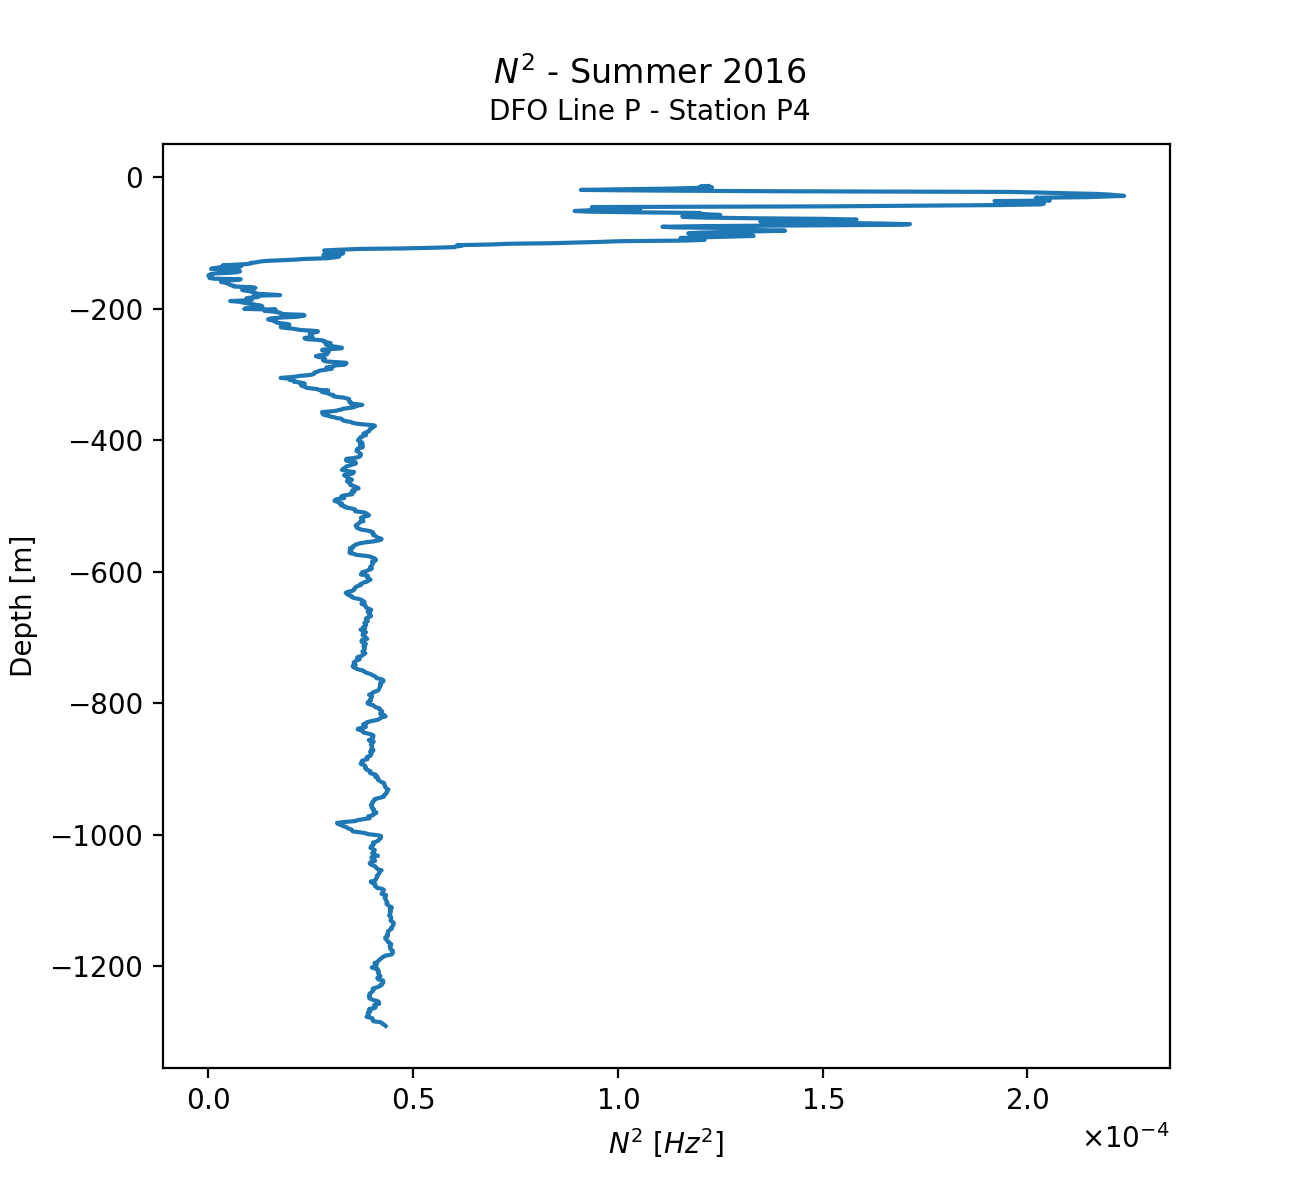 N² - Summer 2016
DFO Line P - Station P4
0
−200
−400
−600
−800
−1000
−1200
Depth [m]
0.0 0.5 1.0 1.5 2.0
×10⁻⁴
N² [Hz²]